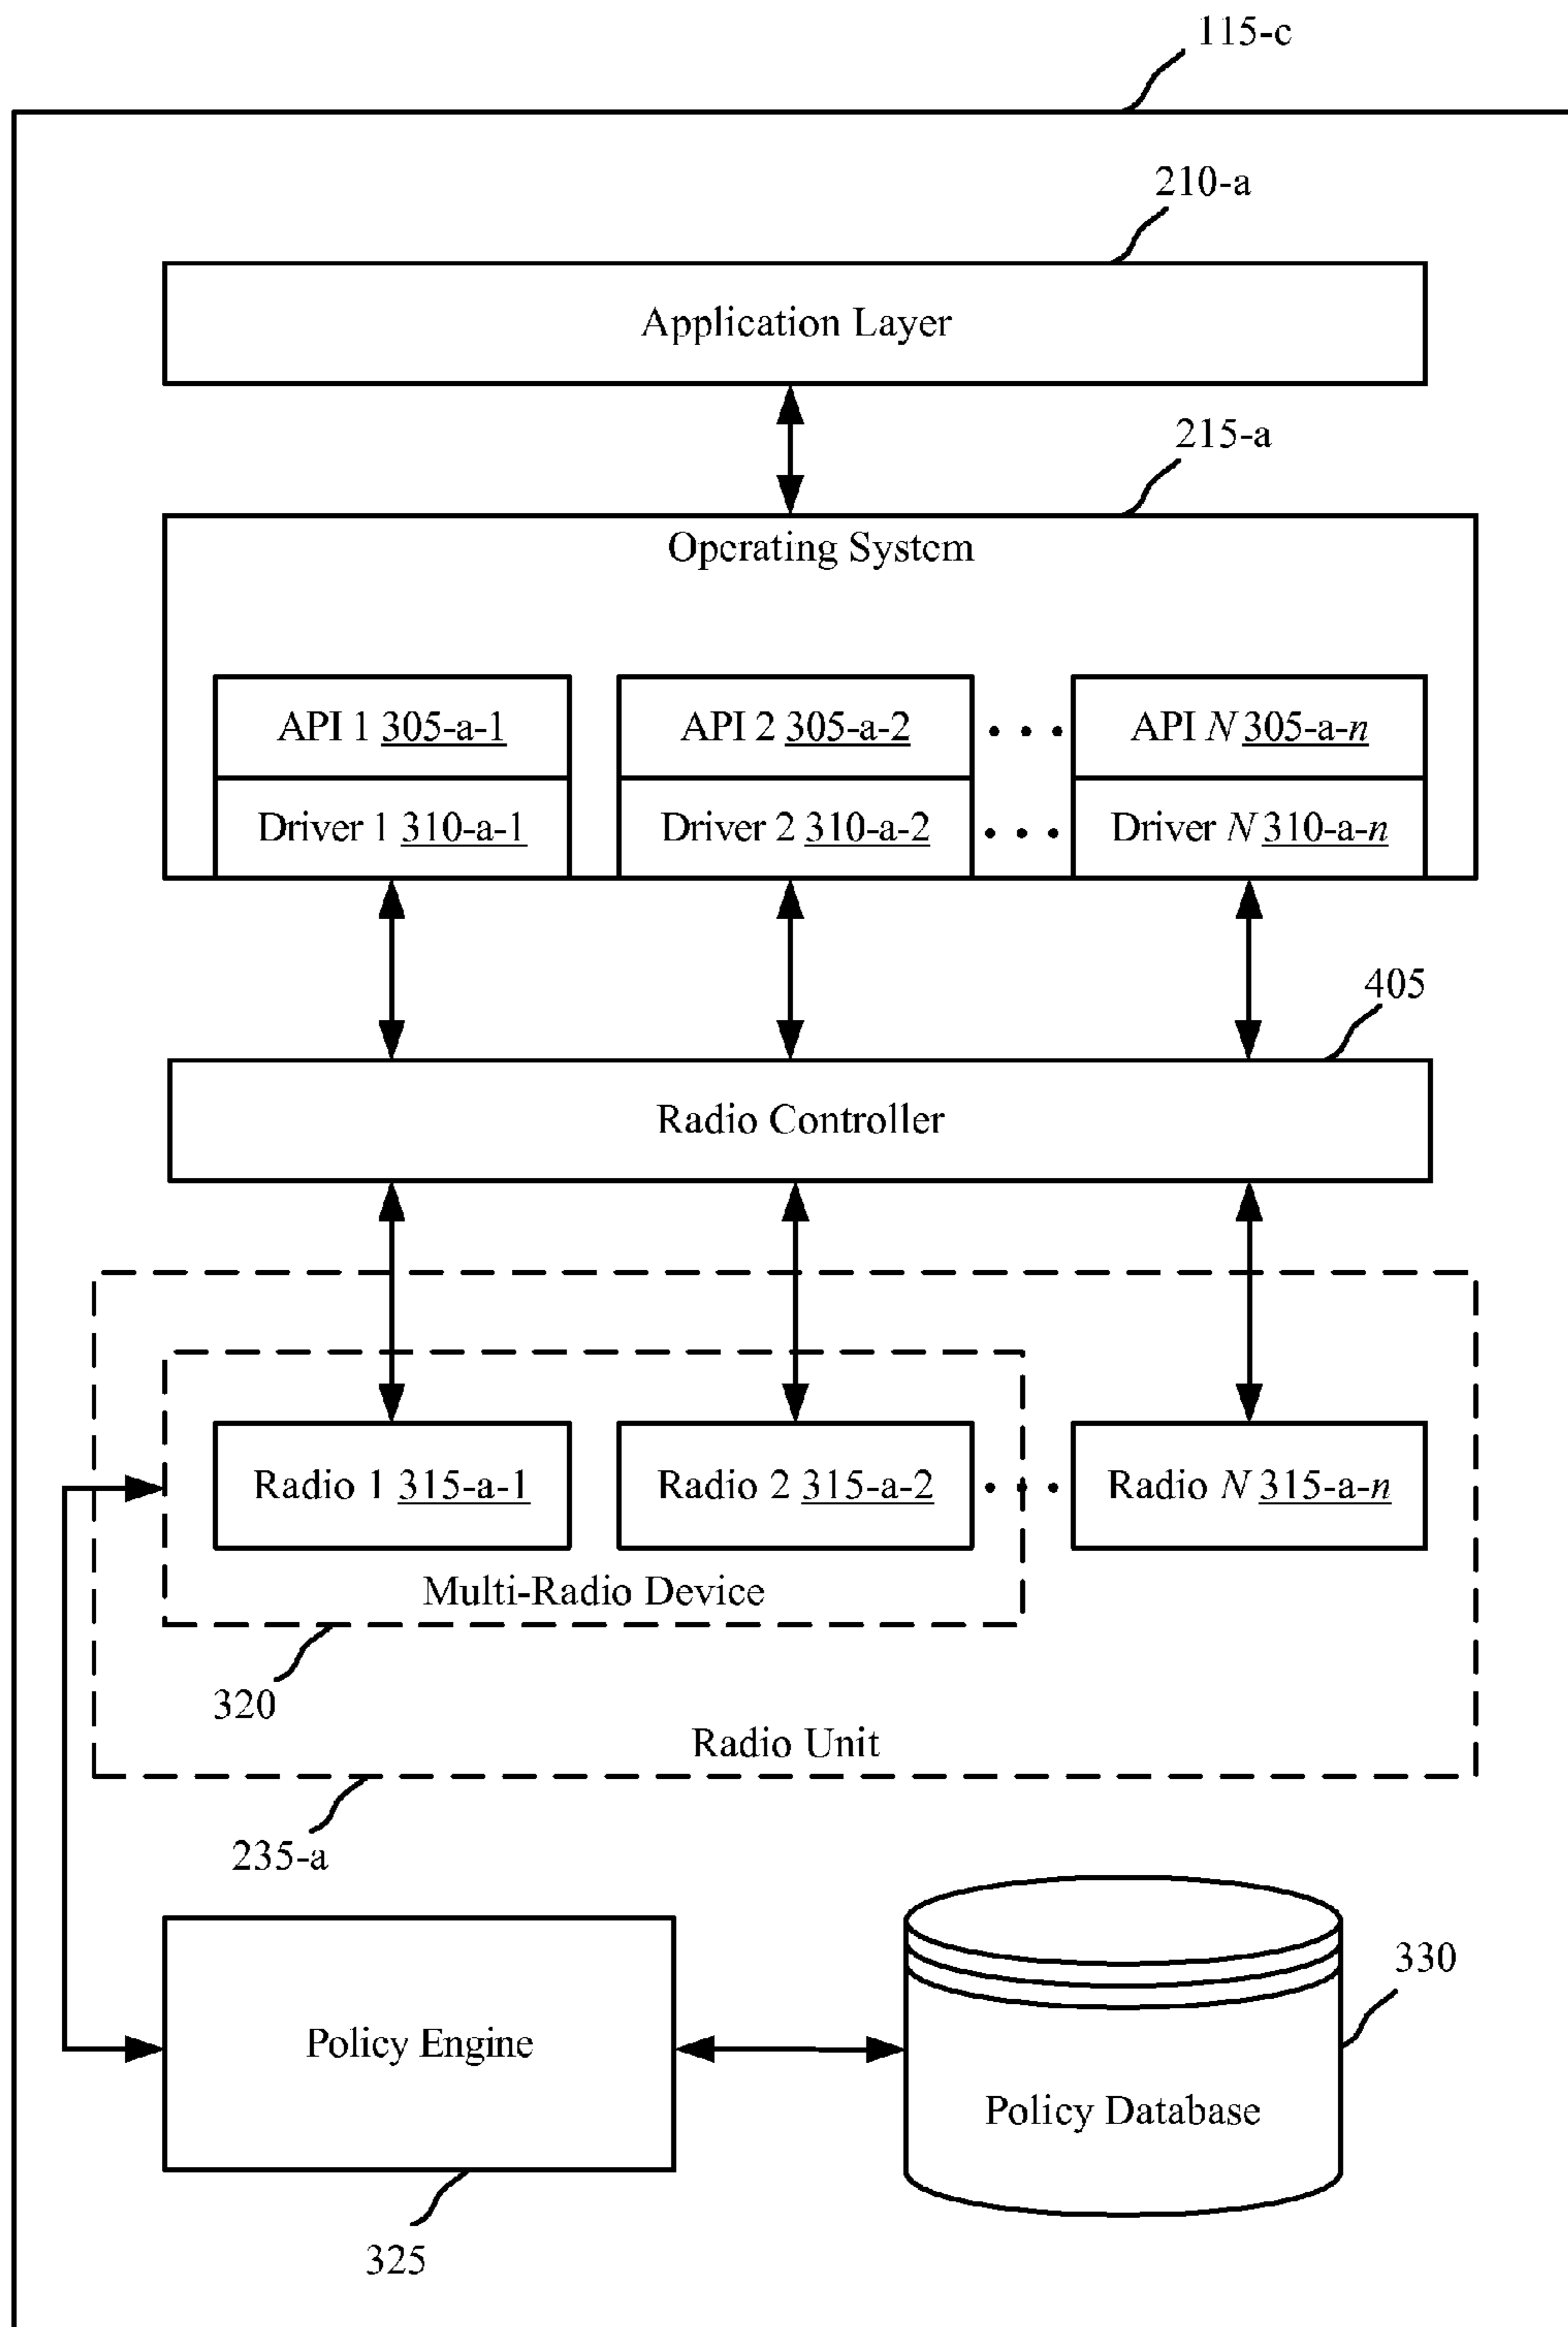 115-c
210-a
Application Layer
215-a
Operating System
API 1 305-a-1
API 2 305-a-2
API N 305-a-n
Driver 1 310-a-1
Driver 2 310-a-2
Driver N 310-a-n
405
Radio Controller
Radio 1 315-a-1
Radio 2 315-a-2
Radio N 315-a-n
Multi-Radio Device
320
Radio Unit
235-a
330
Policy Engine
Policy Database
325